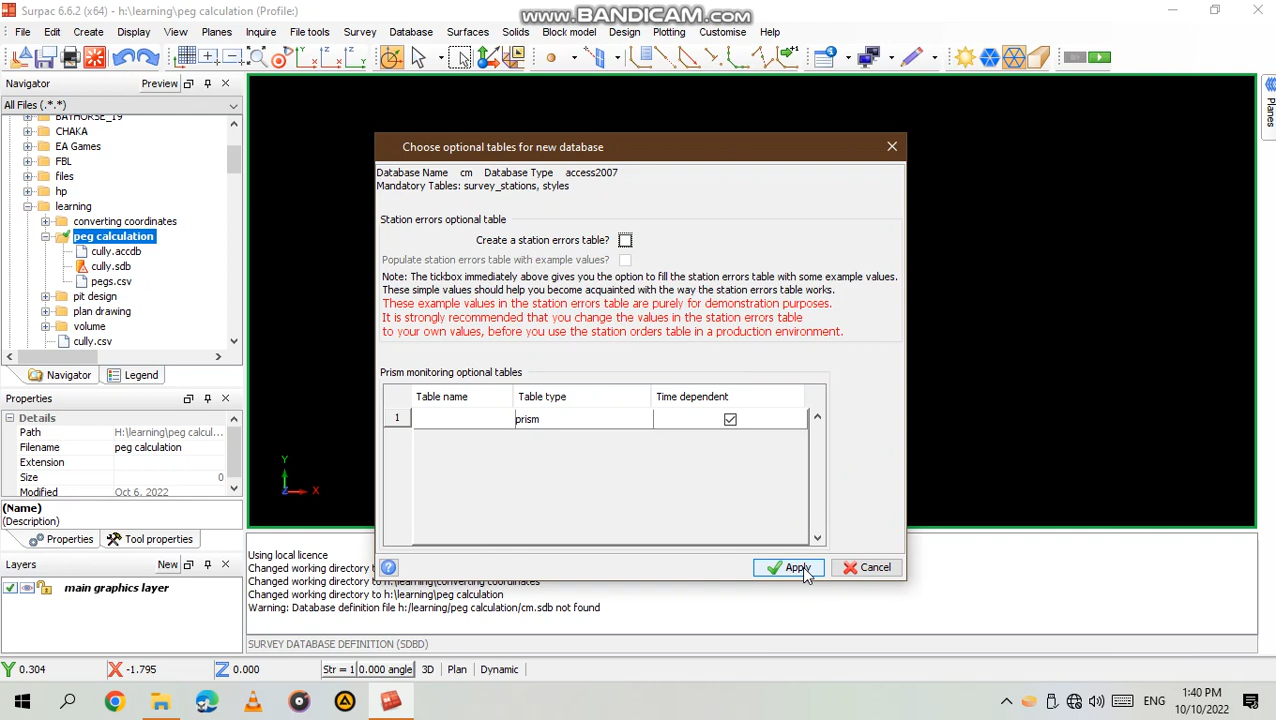 Surpac 6.6.2 (x64) - h:\learning\peg calculation (Profile:)
www.BANDICAM.com
File Edit Create Display View Planes Inquire File tools Survey Database Surfaces Solids Block model Design Plotting Customise Help
Navigator Preview
All Files (*.*)
BATHORSE_19
CHAKA
EA Games
FBL
files
hp
learning
converting coordinates
peg calculation
cully.accdb
cully.sdb
pegs.csv
pit design
plan drawing
volume
cully.csv
Navigator Legend
Properties
Details
Path H:\learning\peg calcul...
Filename peg calculation
Extension
Size 0
Modified Oct 6, 2022
(Name)
(Description)
Properties Tool properties
Layers New
main graphics layer
Planes
Y
Z X
Choose optional tables for new database
Database Name cm Database Type access2007
Mandatory Tables: survey_stations, styles
Station errors optional table
Create a station errors table?
Populate station errors table with example values?
Note: The tickbox immediately above gives you the option to fill the station errors table with some example values.
These simple values should help you become acquainted with the way the station errors table works.
These example values in the station errors table are purely for demonstration purposes.
It is strongly recommended that you change the values in the station errors table
to your own values, before you use the station orders table in a production environment.
Prism monitoring optional tables
Table name Table type Time dependent
1 prism
Apply Cancel
Using local licence
Changed working directory to h:\learning\converting coordinates
Changed working directory to h:\learning\peg calculation
Warning: Database definition file h:/learning/peg calculation/cm.sdb not found
SURVEY DATABASE DEFINITION (SDBD)
Y 0.304 X -1.795 Z 0.000 Str = 1 0.000 angle 3D Plan Dynamic
ENG
1:40 PM
10/10/2022